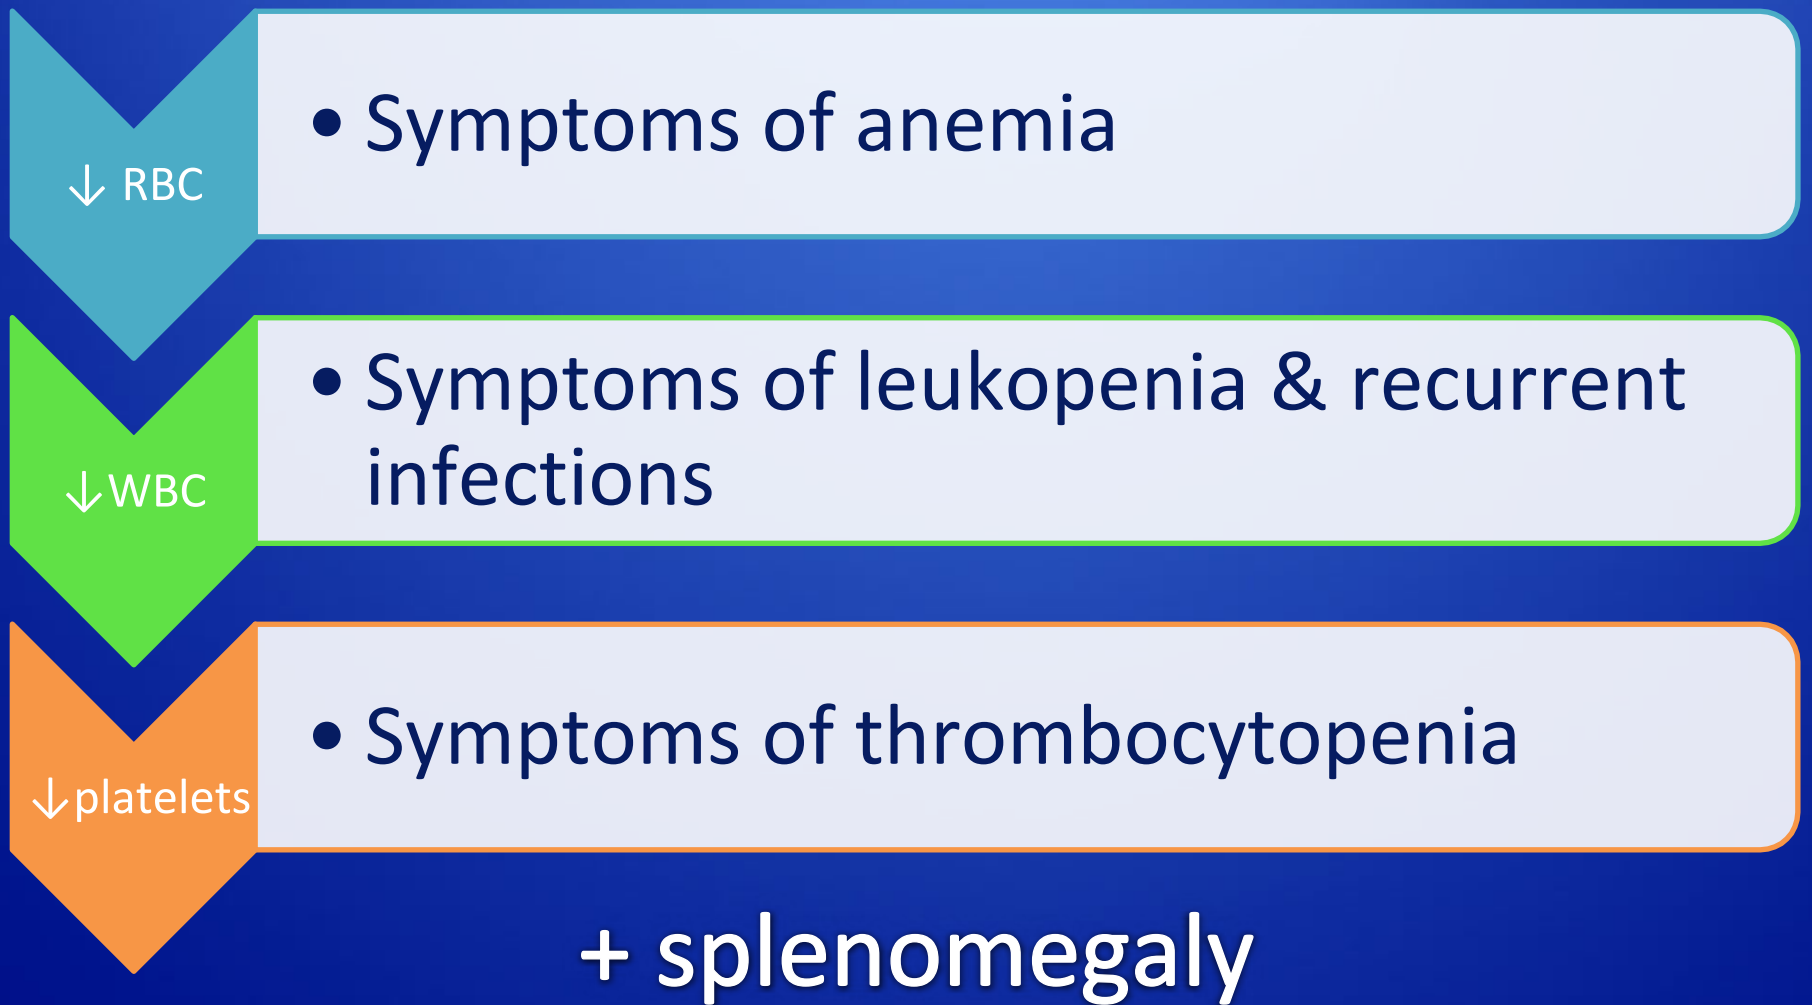 ↓ RBC
• Symptoms of anemia
↓WBC
• Symptoms of leukopenia & recurrent
infections
↓platelets
• Symptoms of thrombocytopenia
+ splenomegaly